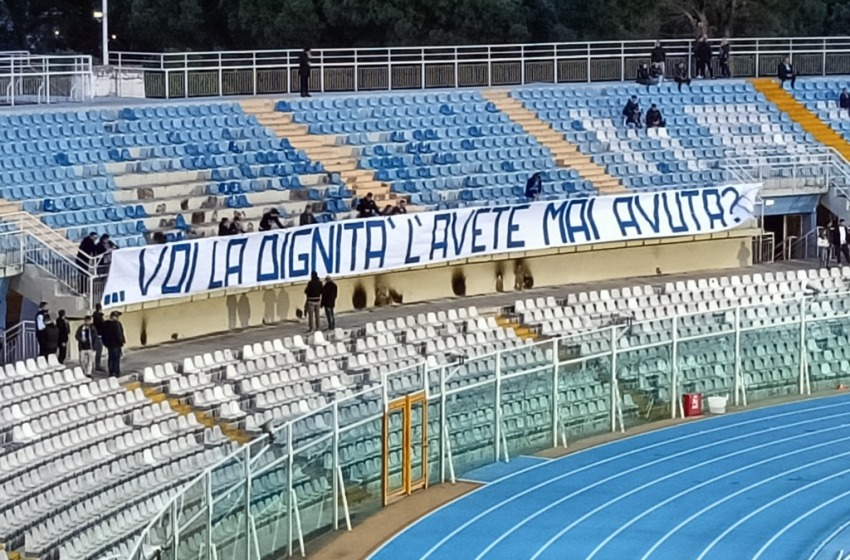 ...VOI LA DIGNITA' L'AVETE MAI AVUTA?